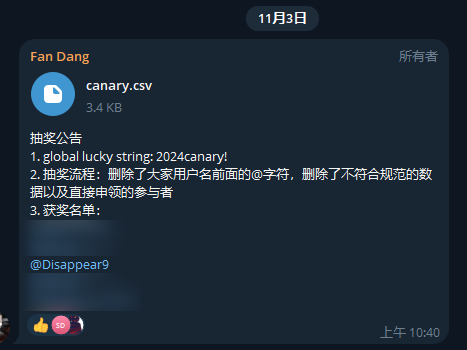 11月3日
Fan Dang 所有者
canary.csv
3.4 KB
抽奖公告
1. global lucky string: 2024canary!
2. 抽奖流程：删除了大家用户名前面的@字符，删除了不符合规范的数
据以及直接申领的参与者
3. 获奖名单：
@Disappear9
SD
上午 10:40